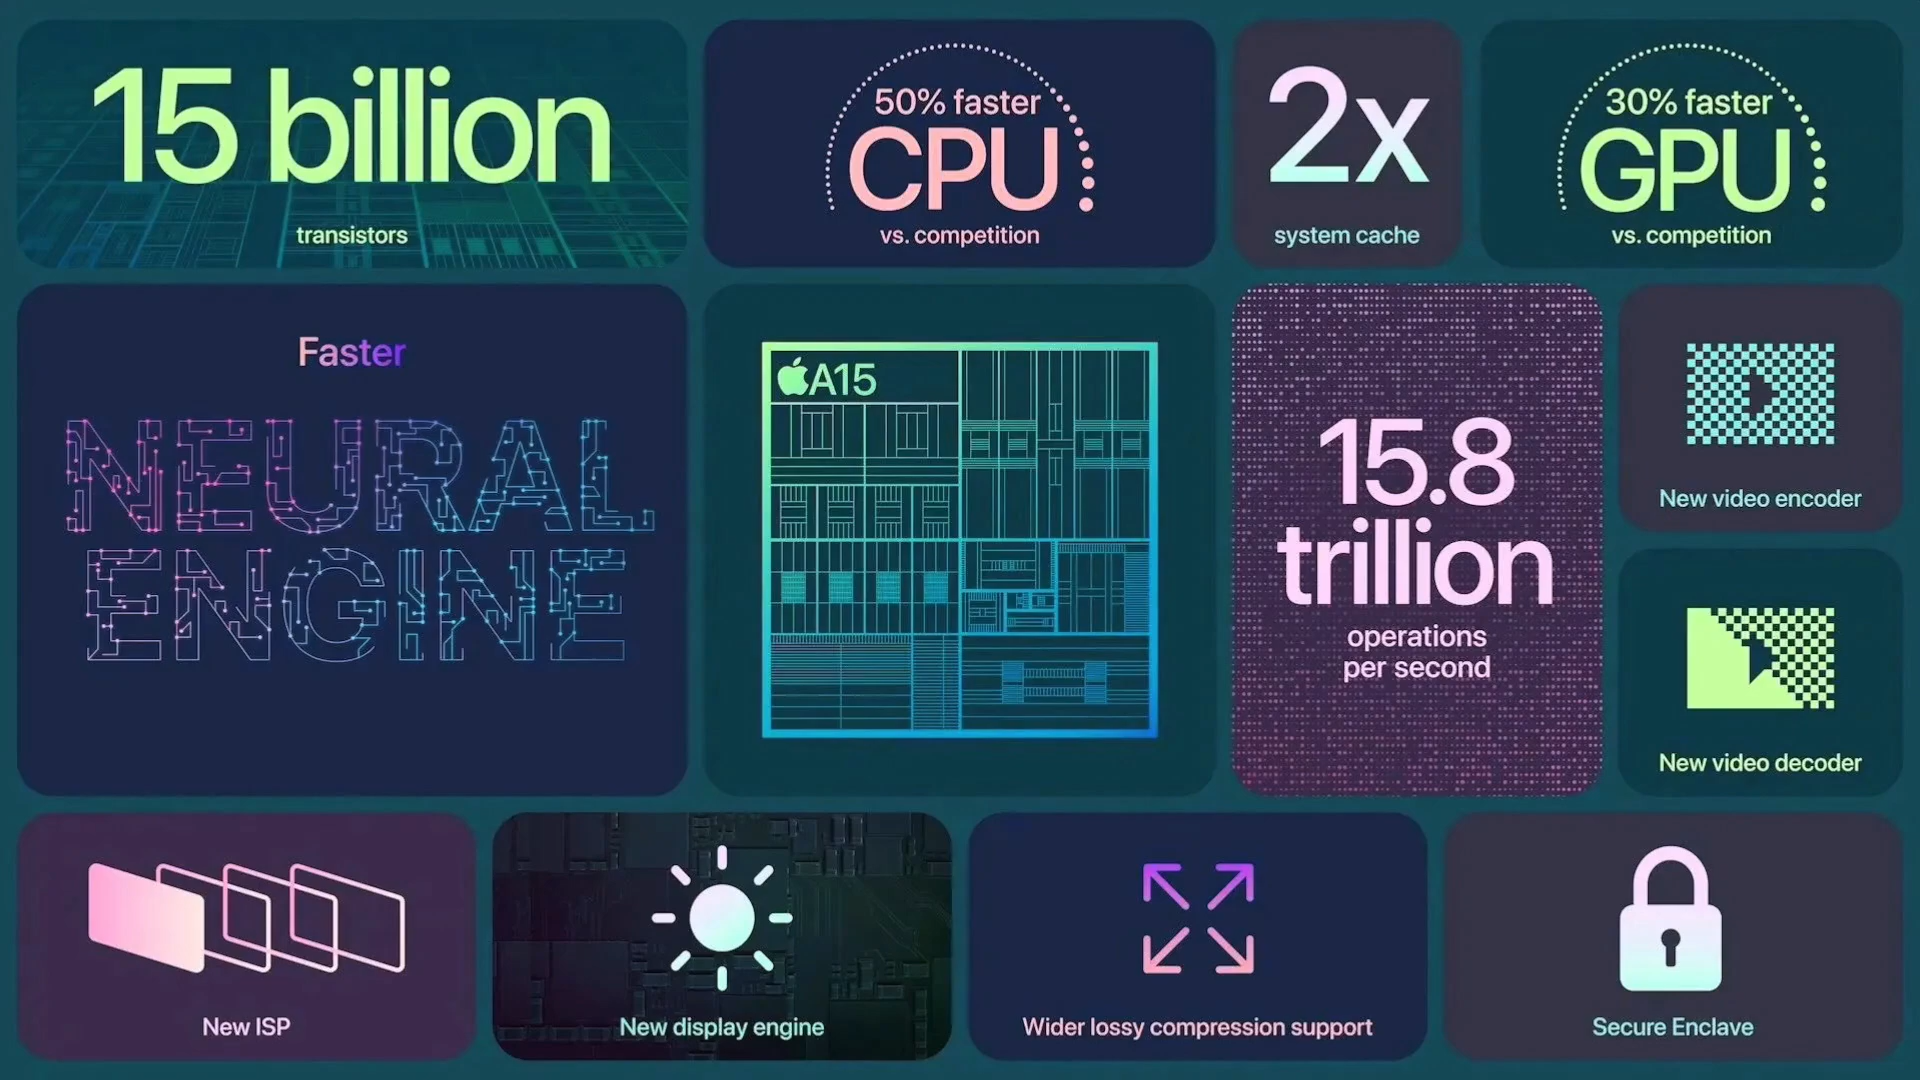 15 billion
transistors
50% faster
CPU
vs. competition
2x
system cache
30% faster
GPU
vs. competition
Faster
NEURAL
ENGINE
A15
15.8
trillion
operations
per second
New video encoder
New video decoder
New ISP
New display engine
Wider lossy compression support
Secure Enclave